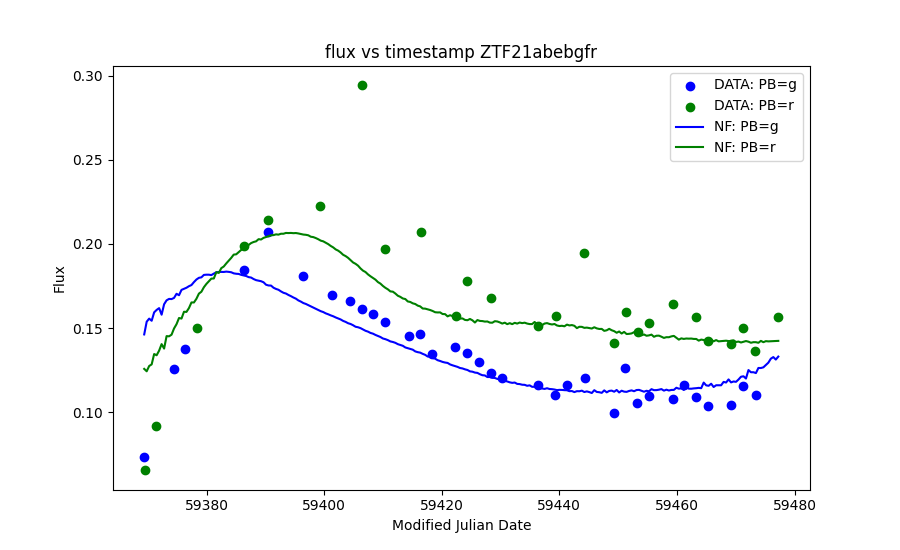 flux vs timestamp ZTF21abebgfr
DATA: PB=g
DATA: PB=r
NF: PB=g
NF: PB=r
Flux
0.30
0.25
0.20
0.15
0.10
59380
59400
59420
59440
59460
59480
Modified Julian Date